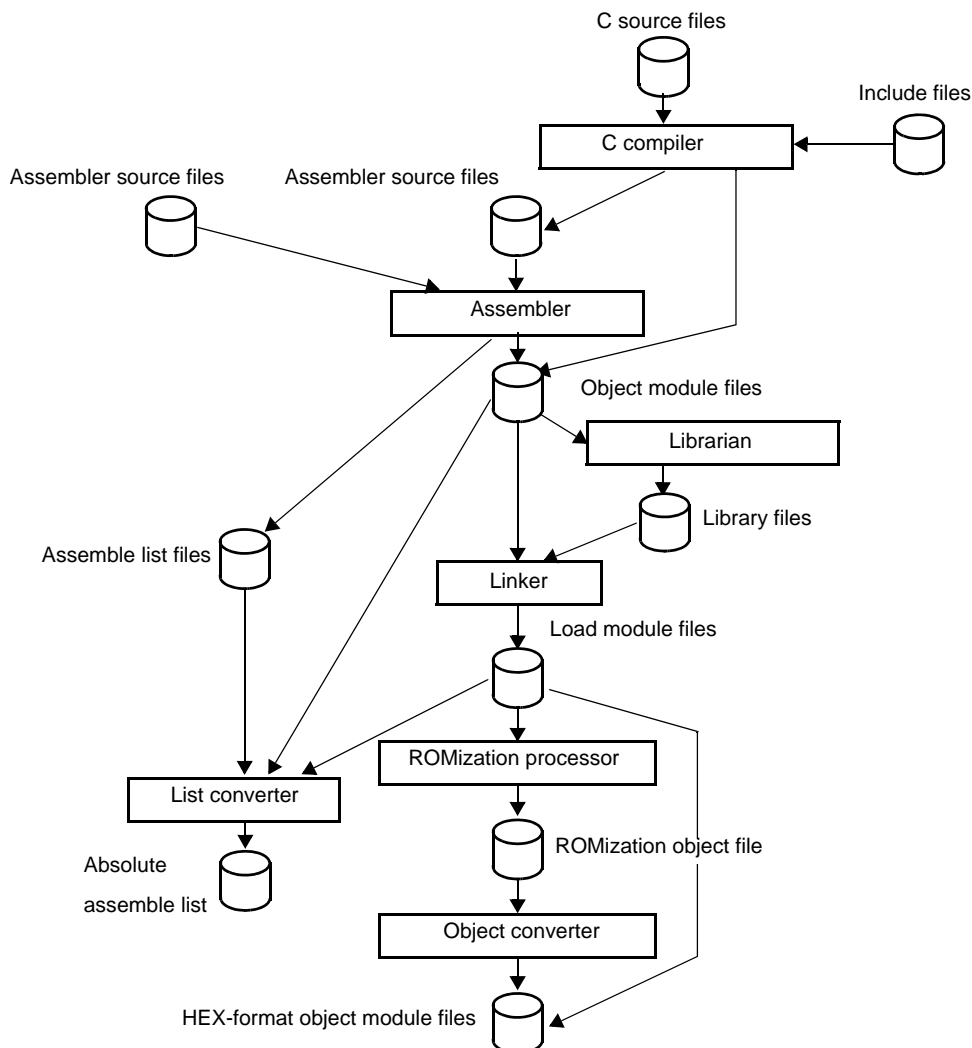 C source files
Include files
C compiler
Assembler source files
Assembler source files
Assembler
Object module files
Librarian
Library files
Assemble list files
Linker
Load module files
ROMization processor
List converter
ROMization object file
Absolute
assemble list
Object converter
HEX-format object module files